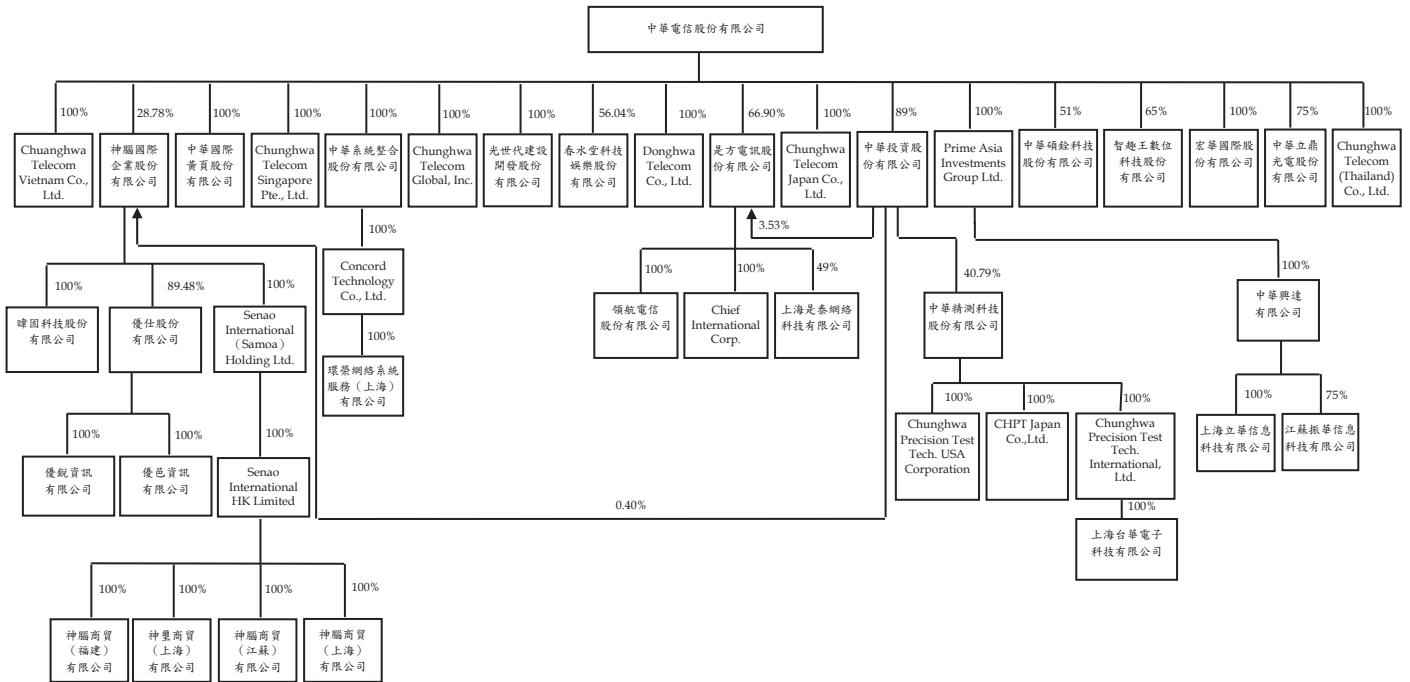 中華電信股份有限公司
100%
28.78%
100%
100%
100%
100%
100%
56.04%
100%
66.90%
100%
89%
100%
51%
65%
100%
75%
100%
Chuanghwa
Telecom
Vietnam Co.,
Ltd.
神腦國際
企業股份
有限公司
中華國際
黃頁股份
有限公司
Chunghwa
Telecom
Singapore
Pte., Ltd.
中華系統整合
股份有限公司
Chunghwa
Telecom
Global, Inc.
光世代建設
開發股份
有限公司
春水堂科技
娛樂股份
有限公司
Donghwa
Telecom
Co., Ltd.
是方電訊股
份有限公司
Chunghwa
Telecom
Japan Co.,
Ltd.
中華投資股
份有限公司
Prime Asia
Investments
Group Ltd.
中華碩銓科技
股份有限公司
智趣王數位
科技股份
有限公司
宏華國際股
份有限公司
中華立鼎
光電股份
有限公司
Chunghwa
Telecom
(Thailand)
Co., Ltd.
3.53%
100%
100%
89.48%
100%
100%
100%
49%
40.79%
100%
暐固科技股份
有限公司
優仕股份
有限公司
Senao
International
（Samoa）
Holding Ltd.
Concord
Technology
Co., Ltd.
領航電信
股份有限公司
Chief
International
Corp.
上海是泰網絡
科技有限公司
中華精測科技
股份有限公司
中華興達
有限公司
100%
環榮網絡系統
服務（上海）
有限公司
100%
100%
100%
100%
100%
100%
100%
75%
優銳資訊
有限公司
優邑資訊
有限公司
Senao
International
HK Limited
Chunghwa
Precision Test
Tech. USA
Corporation
CHPT Japan
Co.,Ltd.
Chunghwa
Precision Test
Tech.
International,
Ltd.
上海立華信息
科技有限公司
江蘇振華信息
科技有限公司
0.40%
100%
上海台華電子
科技有限公司
100%
100%
100%
100%
神腦商貿
（福建）
有限公司
神璽商貿
（上海）
有限公司
神腦商貿
（江蘇）
有限公司
神腦商貿
（上海）
有限公司